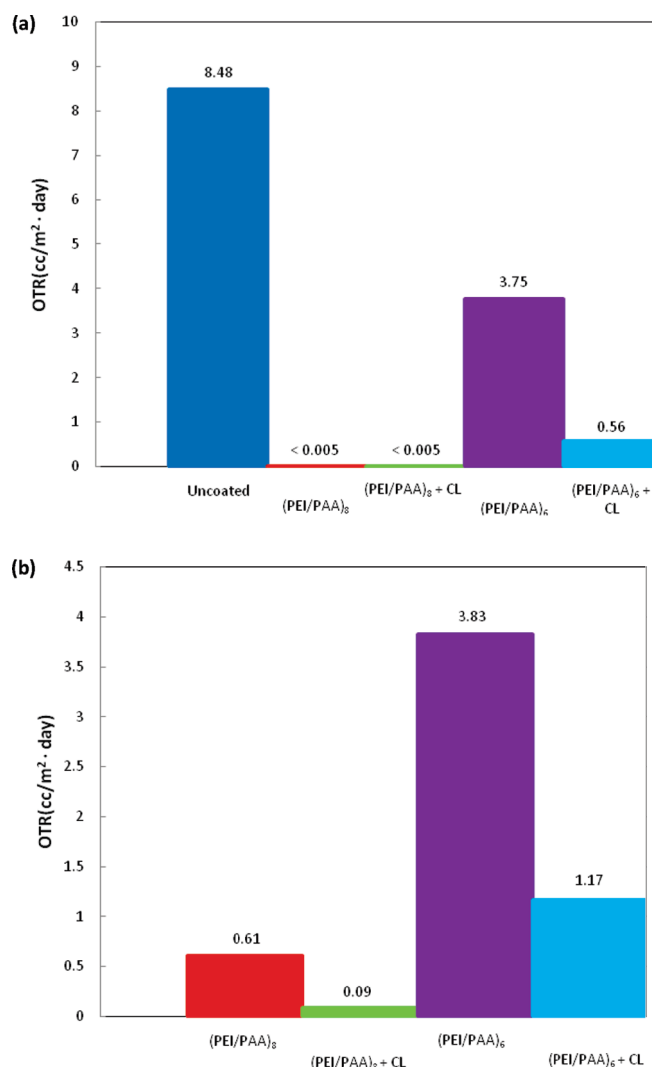 (a)
OTR(cc/m² · day)
10
9
8
7
6
5
4
3
2
1
0
8.48
< 0.005
< 0.005
3.75
0.56
Uncoated
(PEI/PAA)₈
(PEI/PAA)₈ + CL
(PEI/PAA)₆
(PEI/PAA)₆ +
CL
(b)
OTR(cc/m² · day)
4.5
4
3.5
3
2.5
2
1.5
1
0.5
0
0.61
0.09
3.83
1.17
(PEI/PAA)₈
(PEI/PAA) + CL
(PEI/PAA)₆
(PEI/PAA)₆ + CL